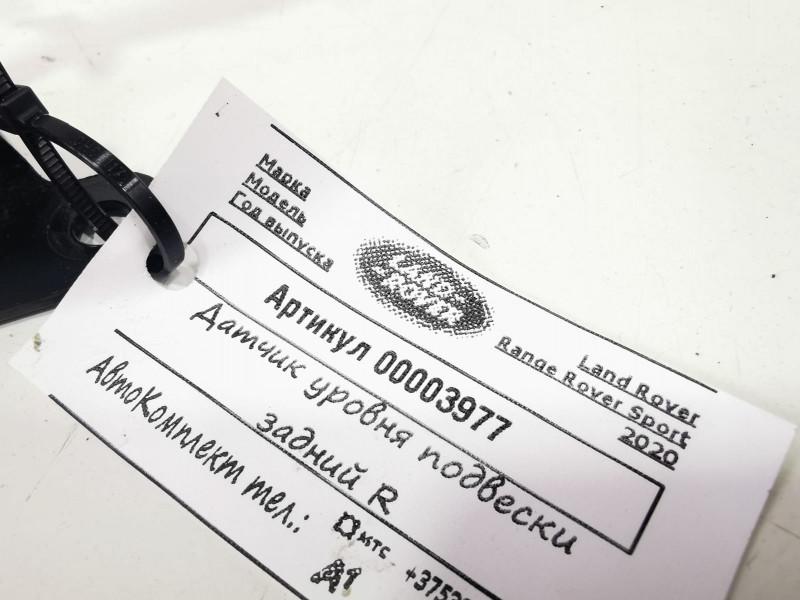 Марка Land Rover
Модель Range Rover Sport
Год выпуска 2020
LAND
ROVER
Артикул 00003977
Датчик уровня подвески
задний R
АвтоКомплект тел.:
мтс
A1